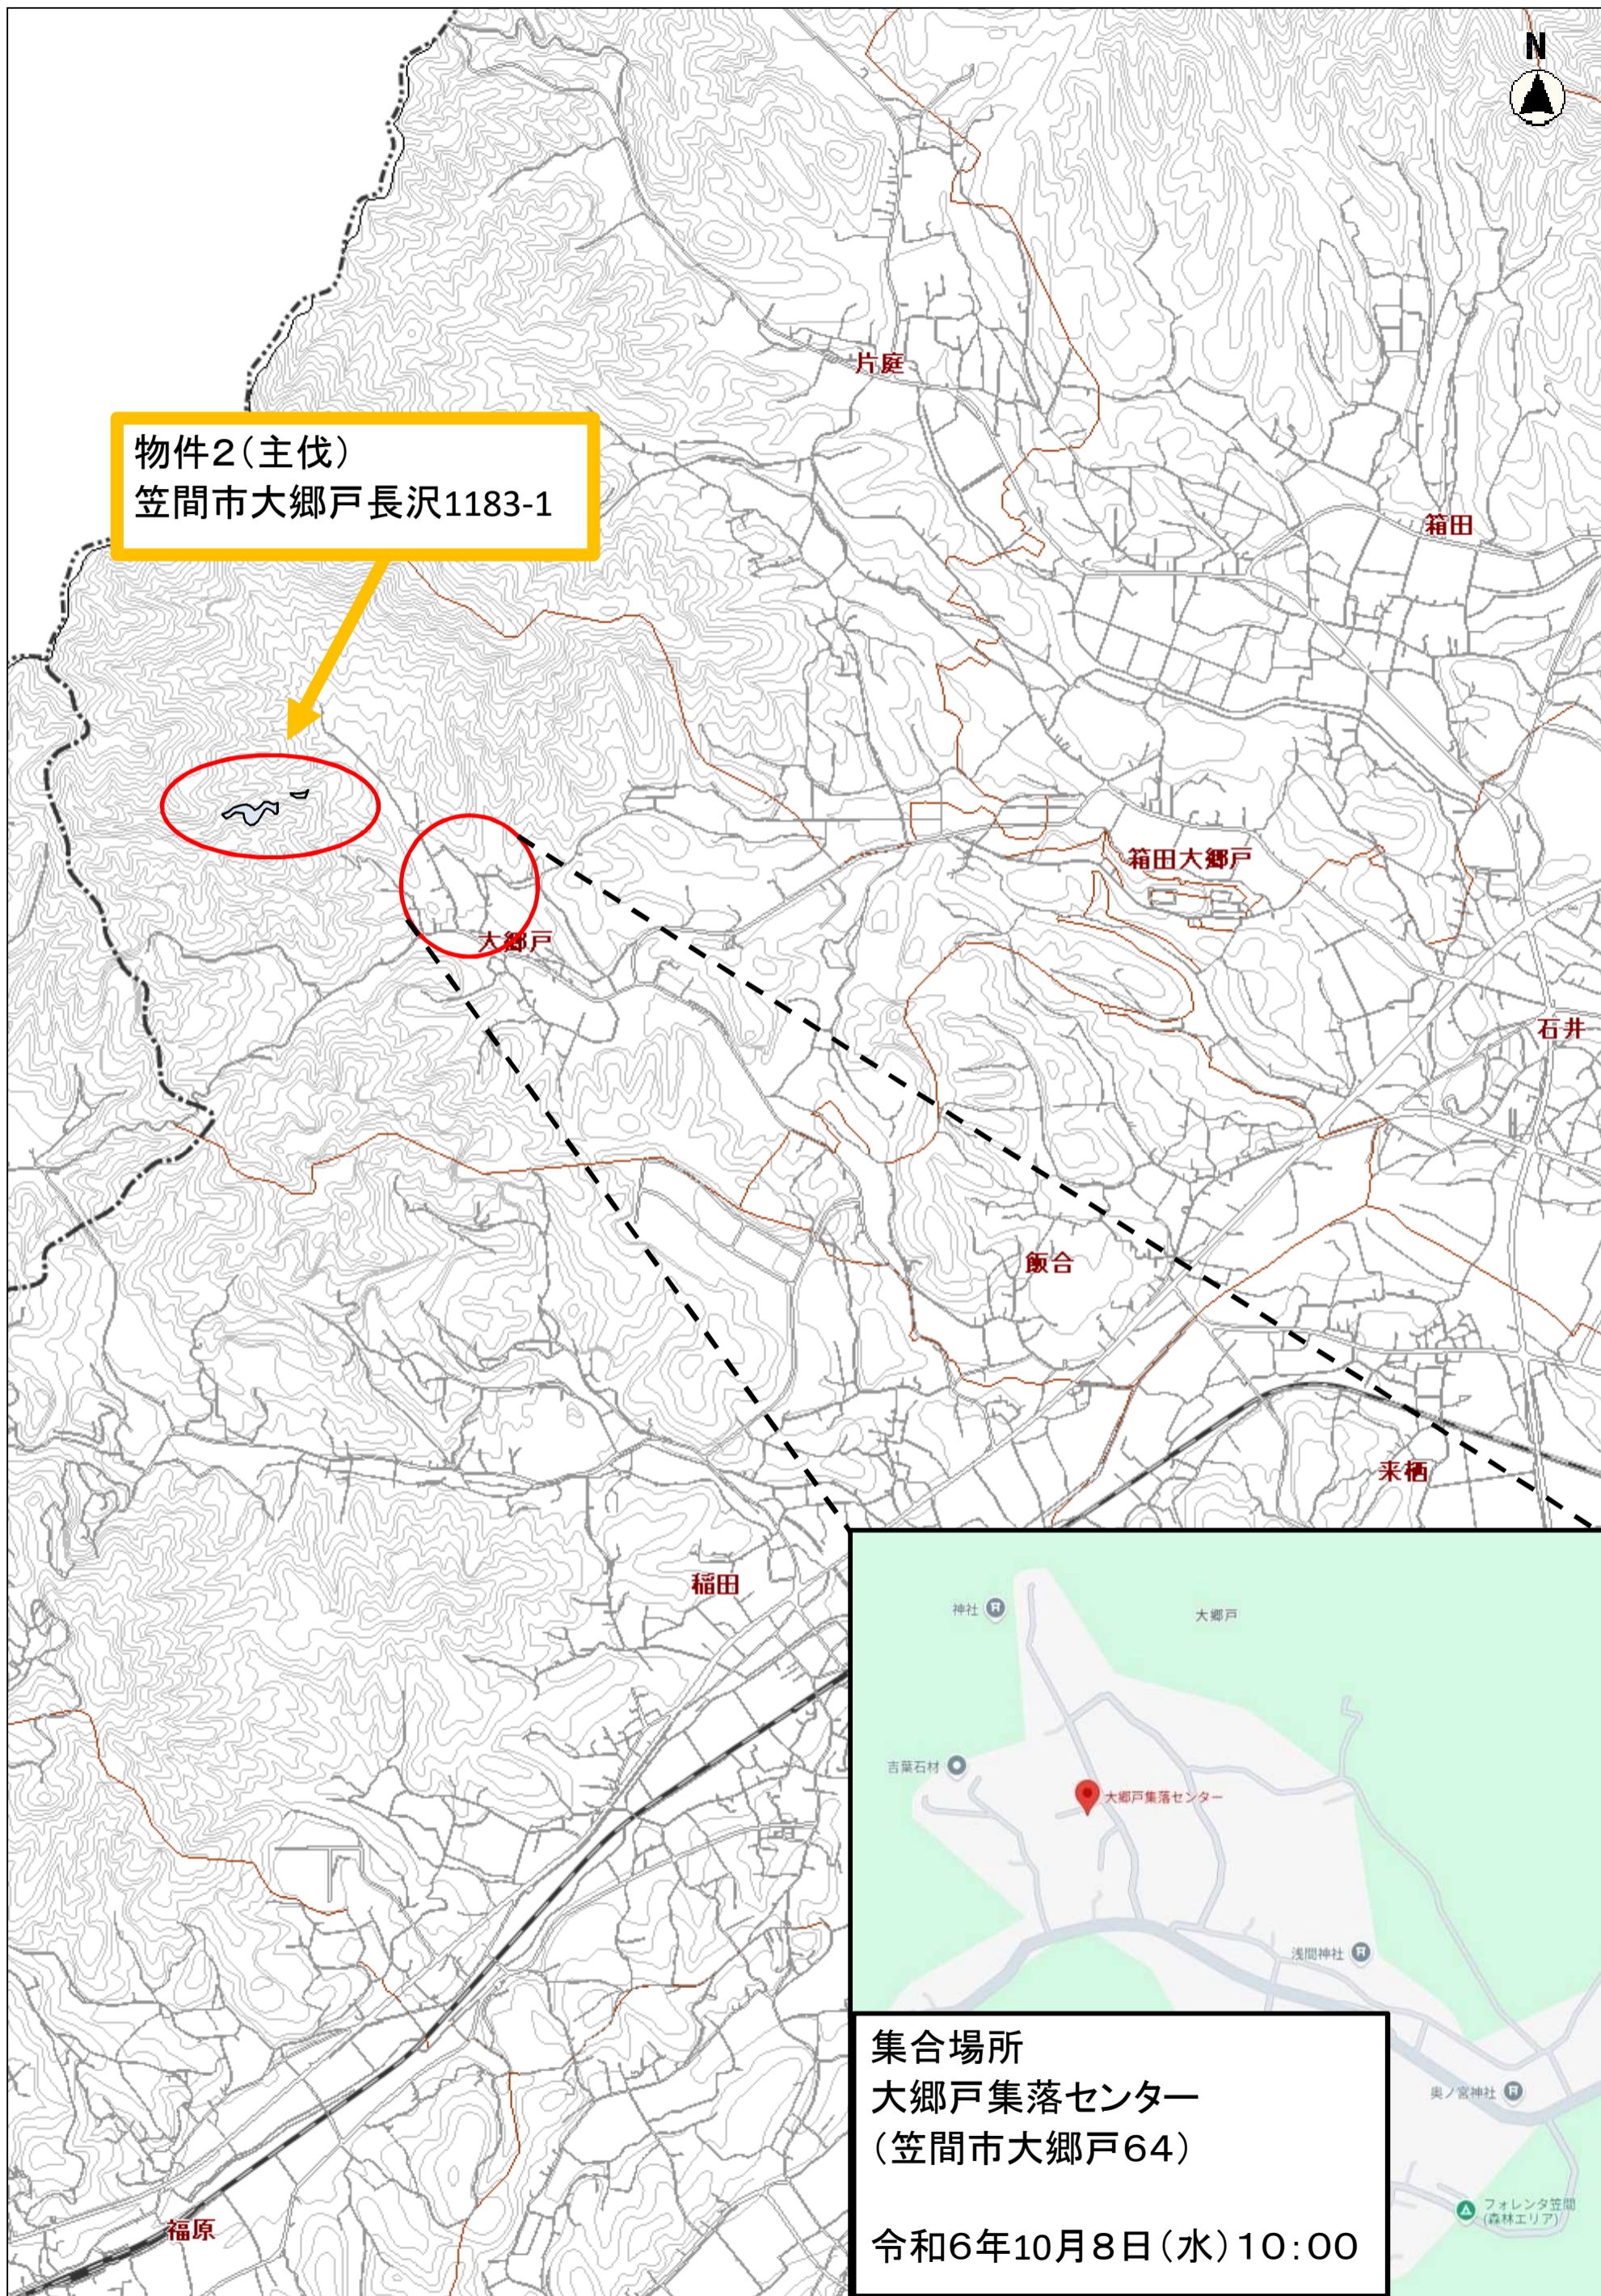 N
片庭
物件2(主伐)
笠間市大郷戸長沢1183-1
箱田
箱田大郷戸
大郷戸
石井
飯合
来栖
稲田
神社
大郷戸
吉葉石材
大郷戸集落センター
浅間神社
奥ノ宮神社
フォレンタ笠間
(森林エリア)
集合場所
大郷戸集落センター
(笠間市大郷戸64)
令和6年10月8日(水)10:00
福原